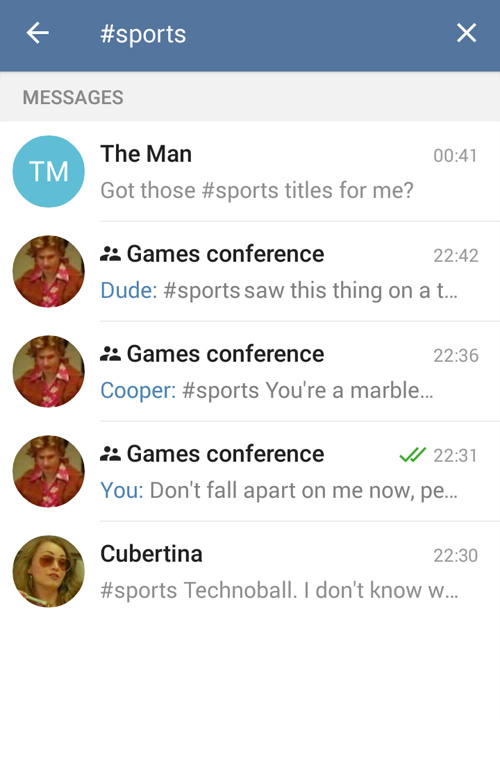 #sports
MESSAGES
TM
The Man 00:41
Got those #sports titles for me?
Games conference 22:42
Dude: #sports saw this thing on a t...
Games conference 22:36
Cooper: #sports You're a marble...
Games conference 22:31
You: Don't fall apart on me now, pe...
Cubertina 22:30
#sports Technoball. I don't know w...